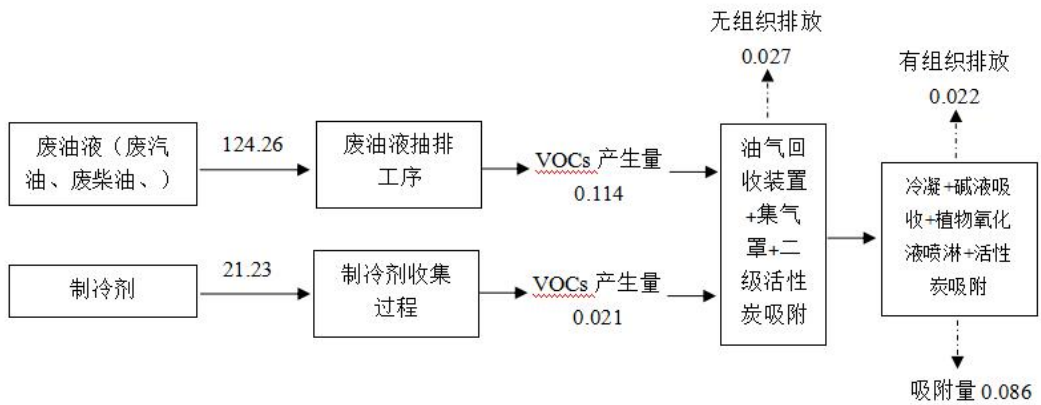 无组织排放
0.027
有组织排放
0.022
废油液（废汽
油、废柴油、）
124.26
废油液抽排
工序
VOCs 产生量
0.114
油气回
收装置
+集气
罩+二
级活性
炭吸附
冷凝+碱液吸
收+植物氧化
液喷淋+活性
炭吸附
制冷剂
21.23
制冷剂收集
过程
VOCs 产生量
0.021
吸附量 0.086